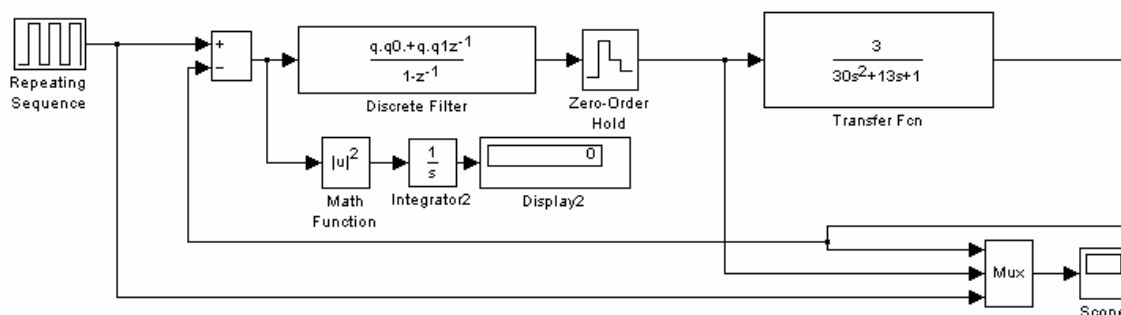 Repeating
Sequence
+
−
q.q0.+q.q1z⁻¹
1-z⁻¹
Discrete Filter
Zero-Order
Hold
3
30s²+13s+1
Transfer Fcn
|u|²
Math
Function
1
s
Integrator2
0
Display2
Mux
Scope